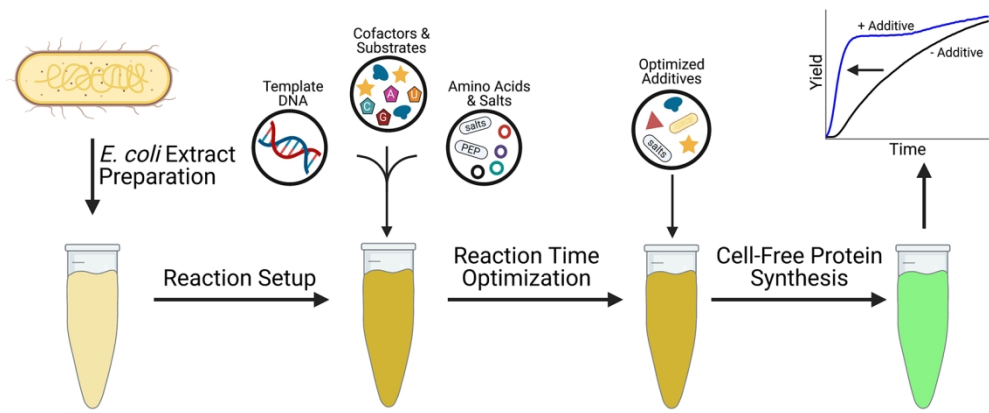 E. coli Extract
Preparation
Template
DNA
Cofactors &
Substrates
C
A
U
G
Amino Acids
& Salts
salts
PEP
Optimized
Additives
salts
+ Additive
- Additive
Yield
Time
Reaction Setup
Reaction Time
Optimization
Cell-Free Protein
Synthesis